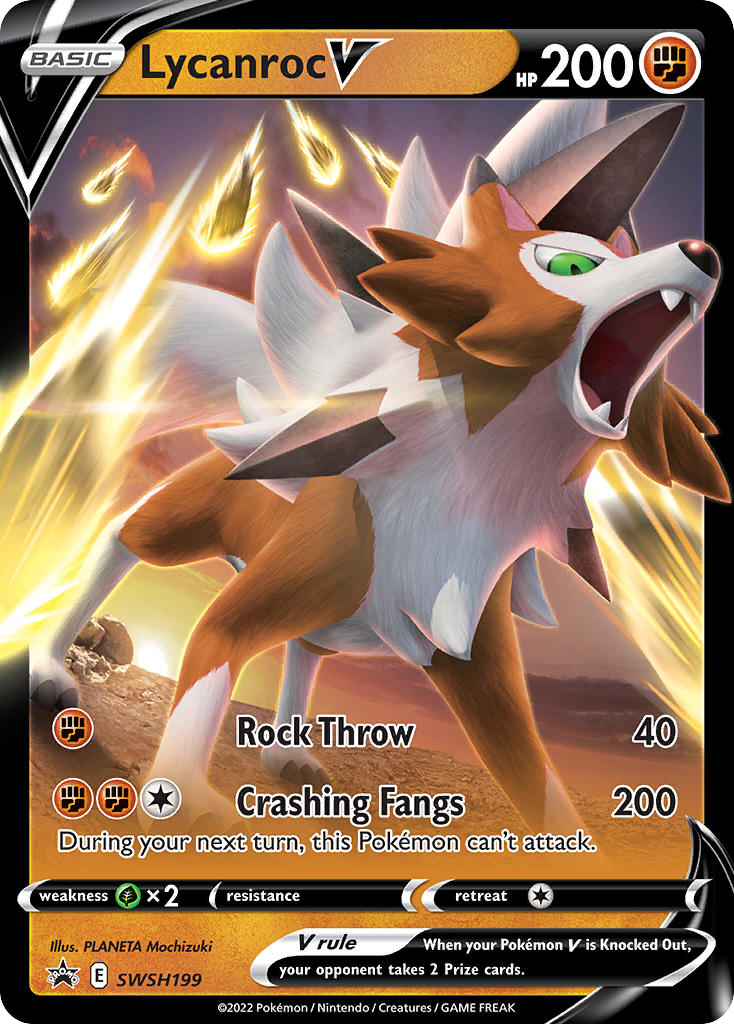 BASIC
Lycanroc V
HP 200
Rock Throw 40
Crashing Fangs 200
During your next turn, this Pokémon can't attack.
weakness ×2 resistance retreat
Illus. PLANETA Mochizuki
V rule When your Pokémon V is Knocked Out,
your opponent takes 2 Prize cards.
PROMO E SWSH199
©2022 Pokémon / Nintendo / Creatures / GAME FREAK